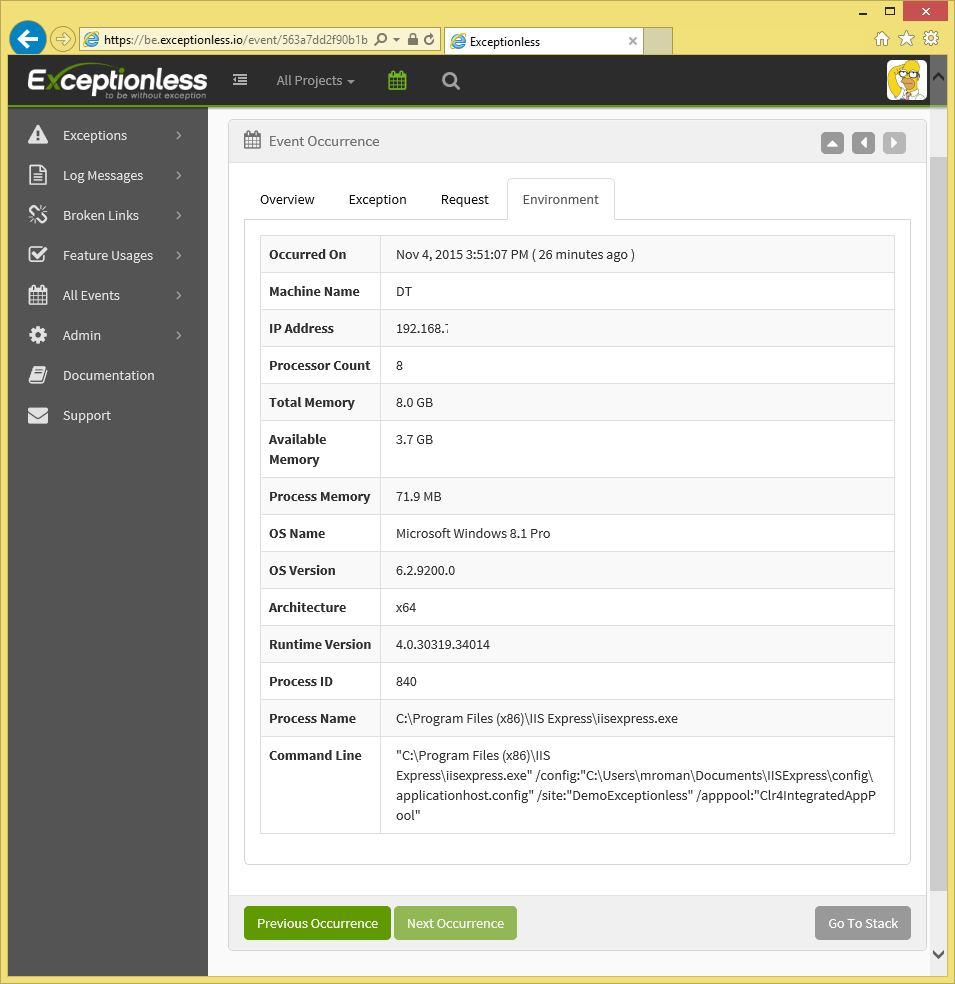 https://be.exceptionless.io/event/563a7dd2f90b1b
Exceptionless
Exceptionless
to be without exception
All Projects
Exceptions
Log Messages
Broken Links
Feature Usages
All Events
Admin
Documentation
Support
Event Occurrence
Overview Exception Request Environment
Occurred On Nov 4, 2015 3:51:07 PM ( 26 minutes ago )
Machine Name DT
IP Address 192.168.
Processor Count 8
Total Memory 8.0 GB
Available 3.7 GB
Memory
Process Memory 71.9 MB
OS Name Microsoft Windows 8.1 Pro
OS Version 6.2.9200.0
Architecture x64
Runtime Version 4.0.30319.34014
Process ID 840
Process Name C:\Program Files (x86)\IIS Express\iisexpress.exe
Command Line "C:\Program Files (x86)\IIS
Express\iisexpress.exe" /config:"C:\Users\mroman\Documents\IISExpress\config\
applicationhost.config" /site:"DemoExceptionless" /apppool:"Clr4IntegratedAppP
ool"
Previous Occurrence Next Occurrence Go To Stack